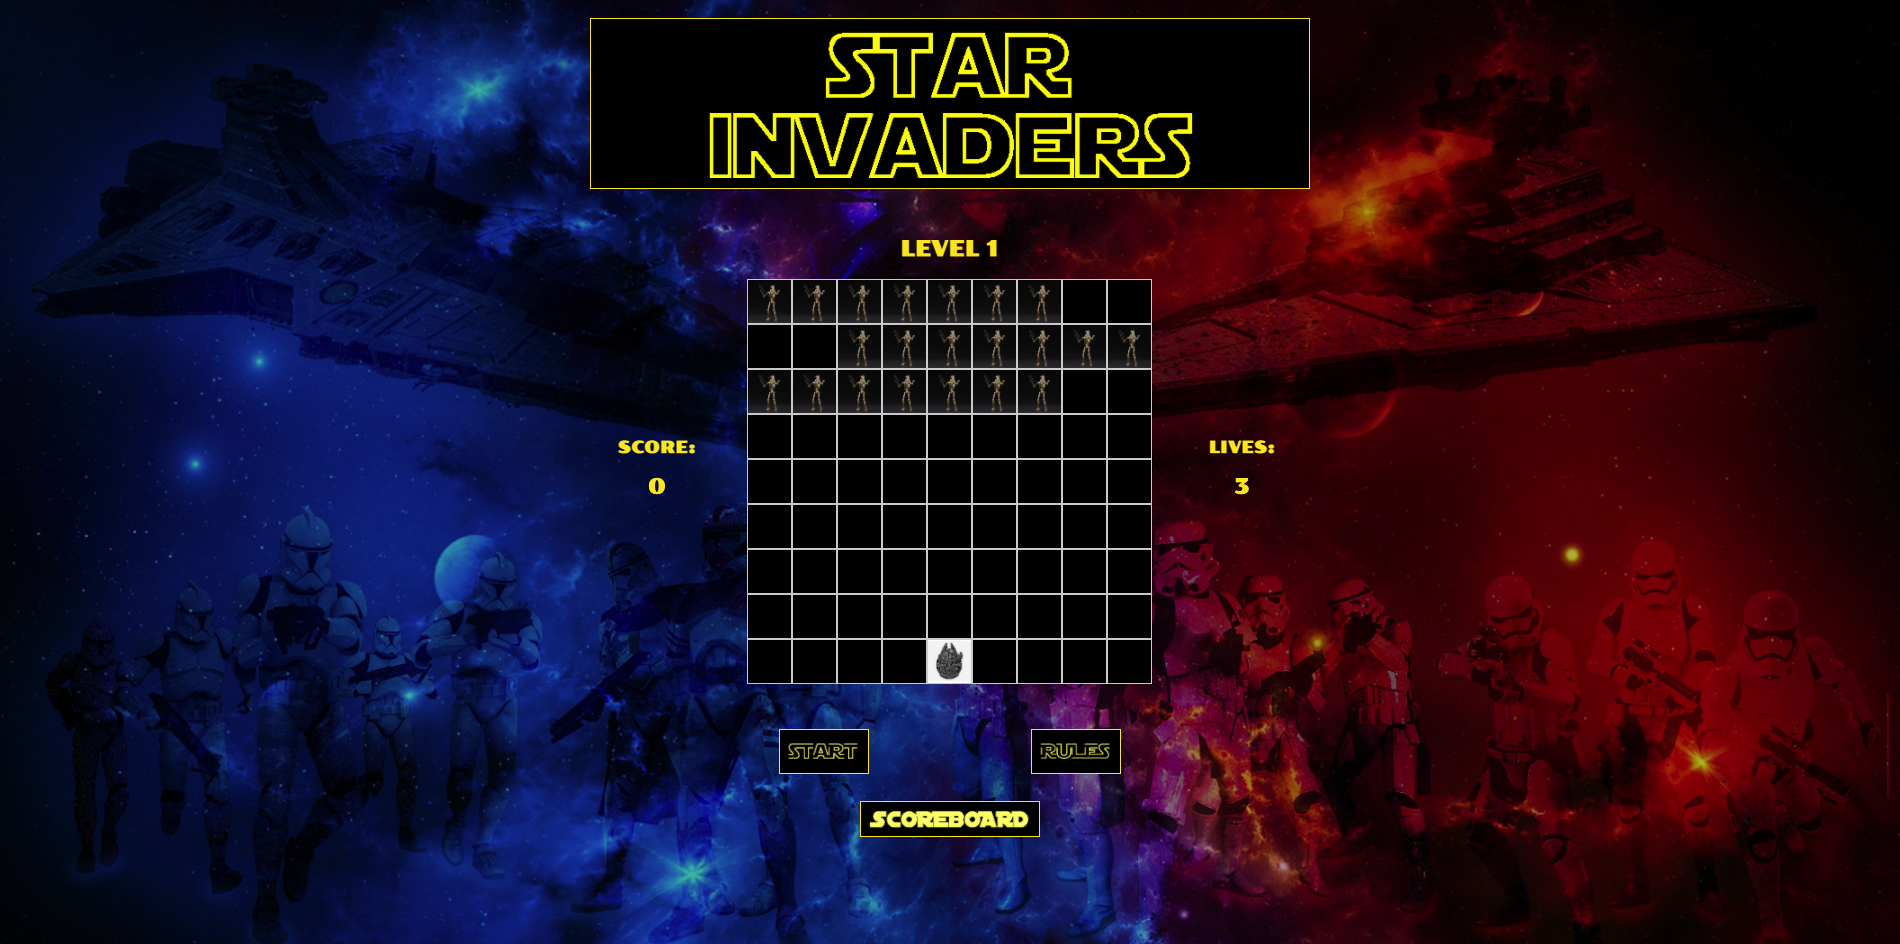 STAR
INVADERS
LEVEL 1
SCORE:
0
LIVES:
3
START
RULES
SCOREBOARD